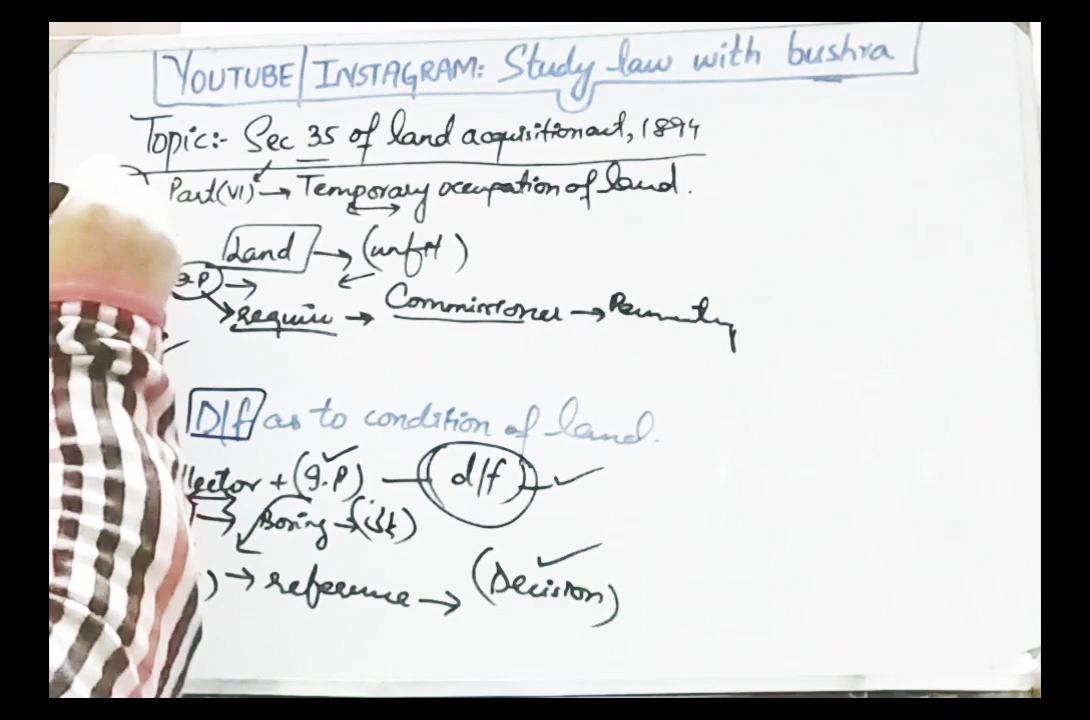 YOUTUBE/INSTAGRAM: Study law with bushra
Topic:- Sec 35 of land acquisition act, 1894
Part(VI) → Temporary occupation of land.
Land → (unfit)
→
→ require → Commissioner →
D/f as to condition of land.
llector + (g.p) — d/f
→ Boring
) → reference → (Decision)